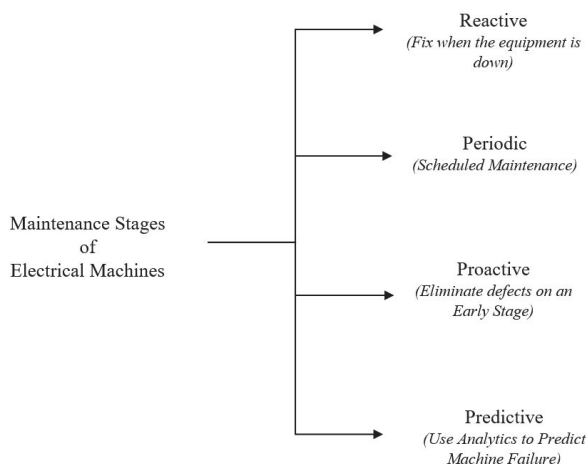 Reactive
(Fix when the equipment is
down)
Periodic
(Scheduled Maintenance)
Maintenance Stages
of
Electrical Machines
Proactive
(Eliminate defects on an
Early Stage)
Predictive
(Use Analytics to Predict
Machine Failure)